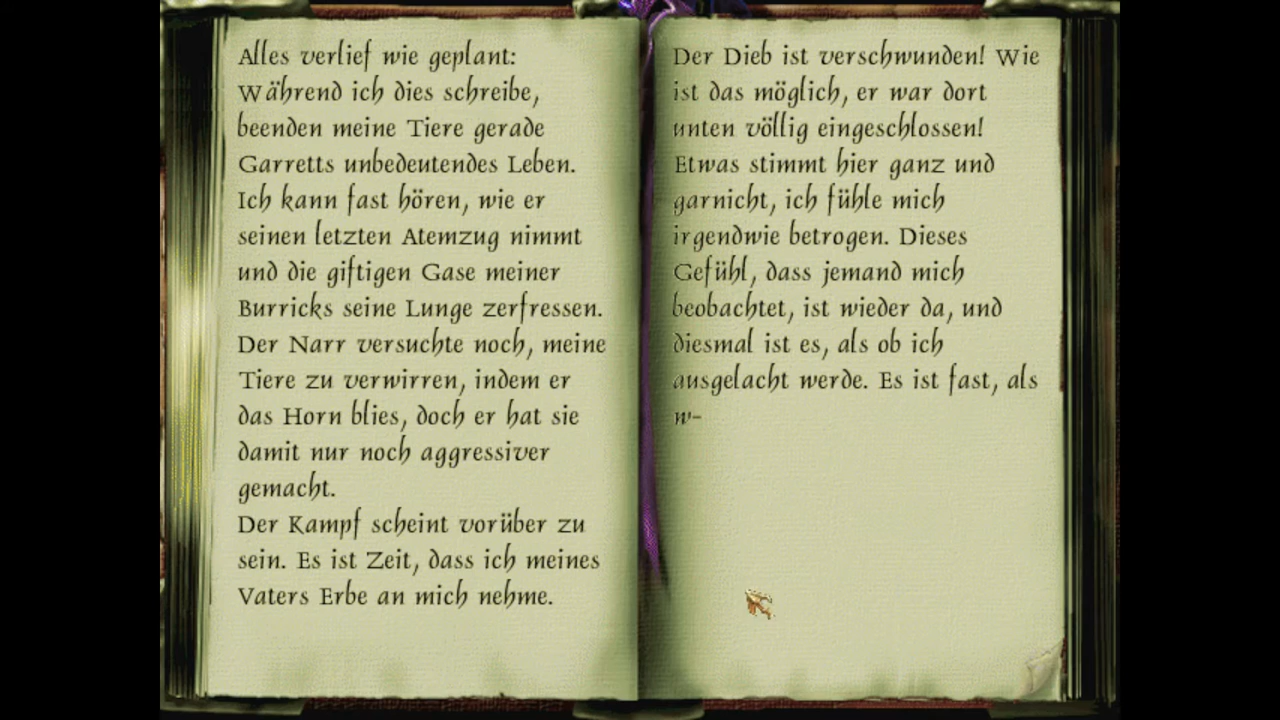 Alles verlief wie geplant:
Während ich dies schreibe,
beenden meine Tiere gerade
Garretts unbedeutendes Leben.
Ich kann fast hören, wie er
seinen letzten Atemzug nimmt
und die giftigen Gase meiner
Burricks seine Lunge zerfressen.
Der Narr versuchte noch, meine
Tiere zu verwirren, indem er
das Horn blies, doch er hat sie
damit nur noch aggressiver
gemacht.
Der Kampf scheint vorüber zu
sein. Es ist Zeit, dass ich meines
Vaters Erbe an mich nehme.
Der Dieb ist verschwunden! Wie
ist das möglich, er war dort
unten völlig eingeschlossen!
Etwas stimmt hier ganz und
garnicht, ich fühle mich
irgendwie betrogen. Dieses
Gefühl, dass jemand mich
beobachtet, ist wieder da, und
diesmal ist es, als ob ich
ausgelacht werde. Es ist fast, als
w-